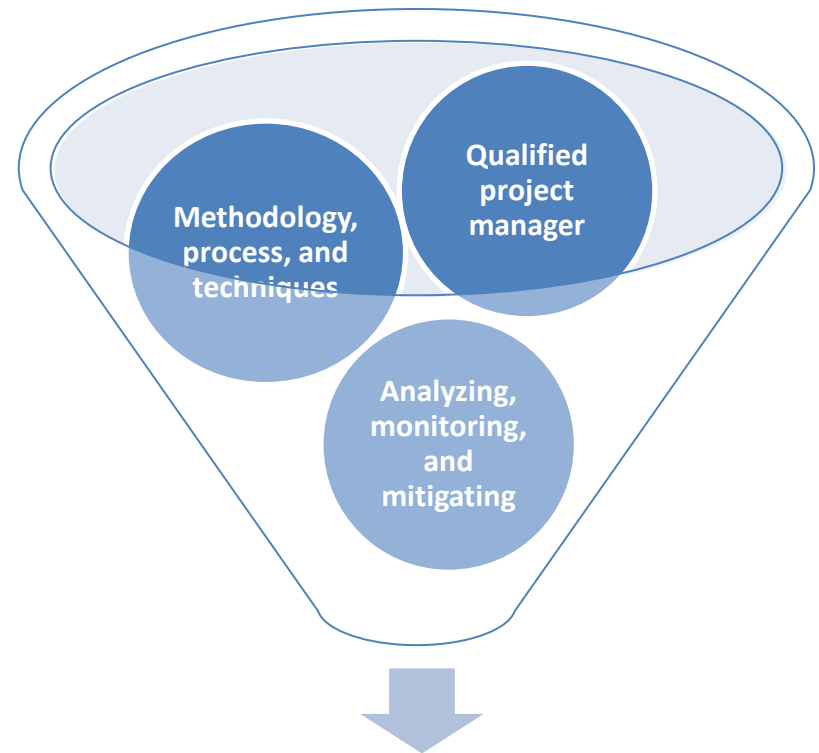 Qualified
project
manager
Methodology,
process, and
techniques
Analyzing,
monitoring,
and
mitigating